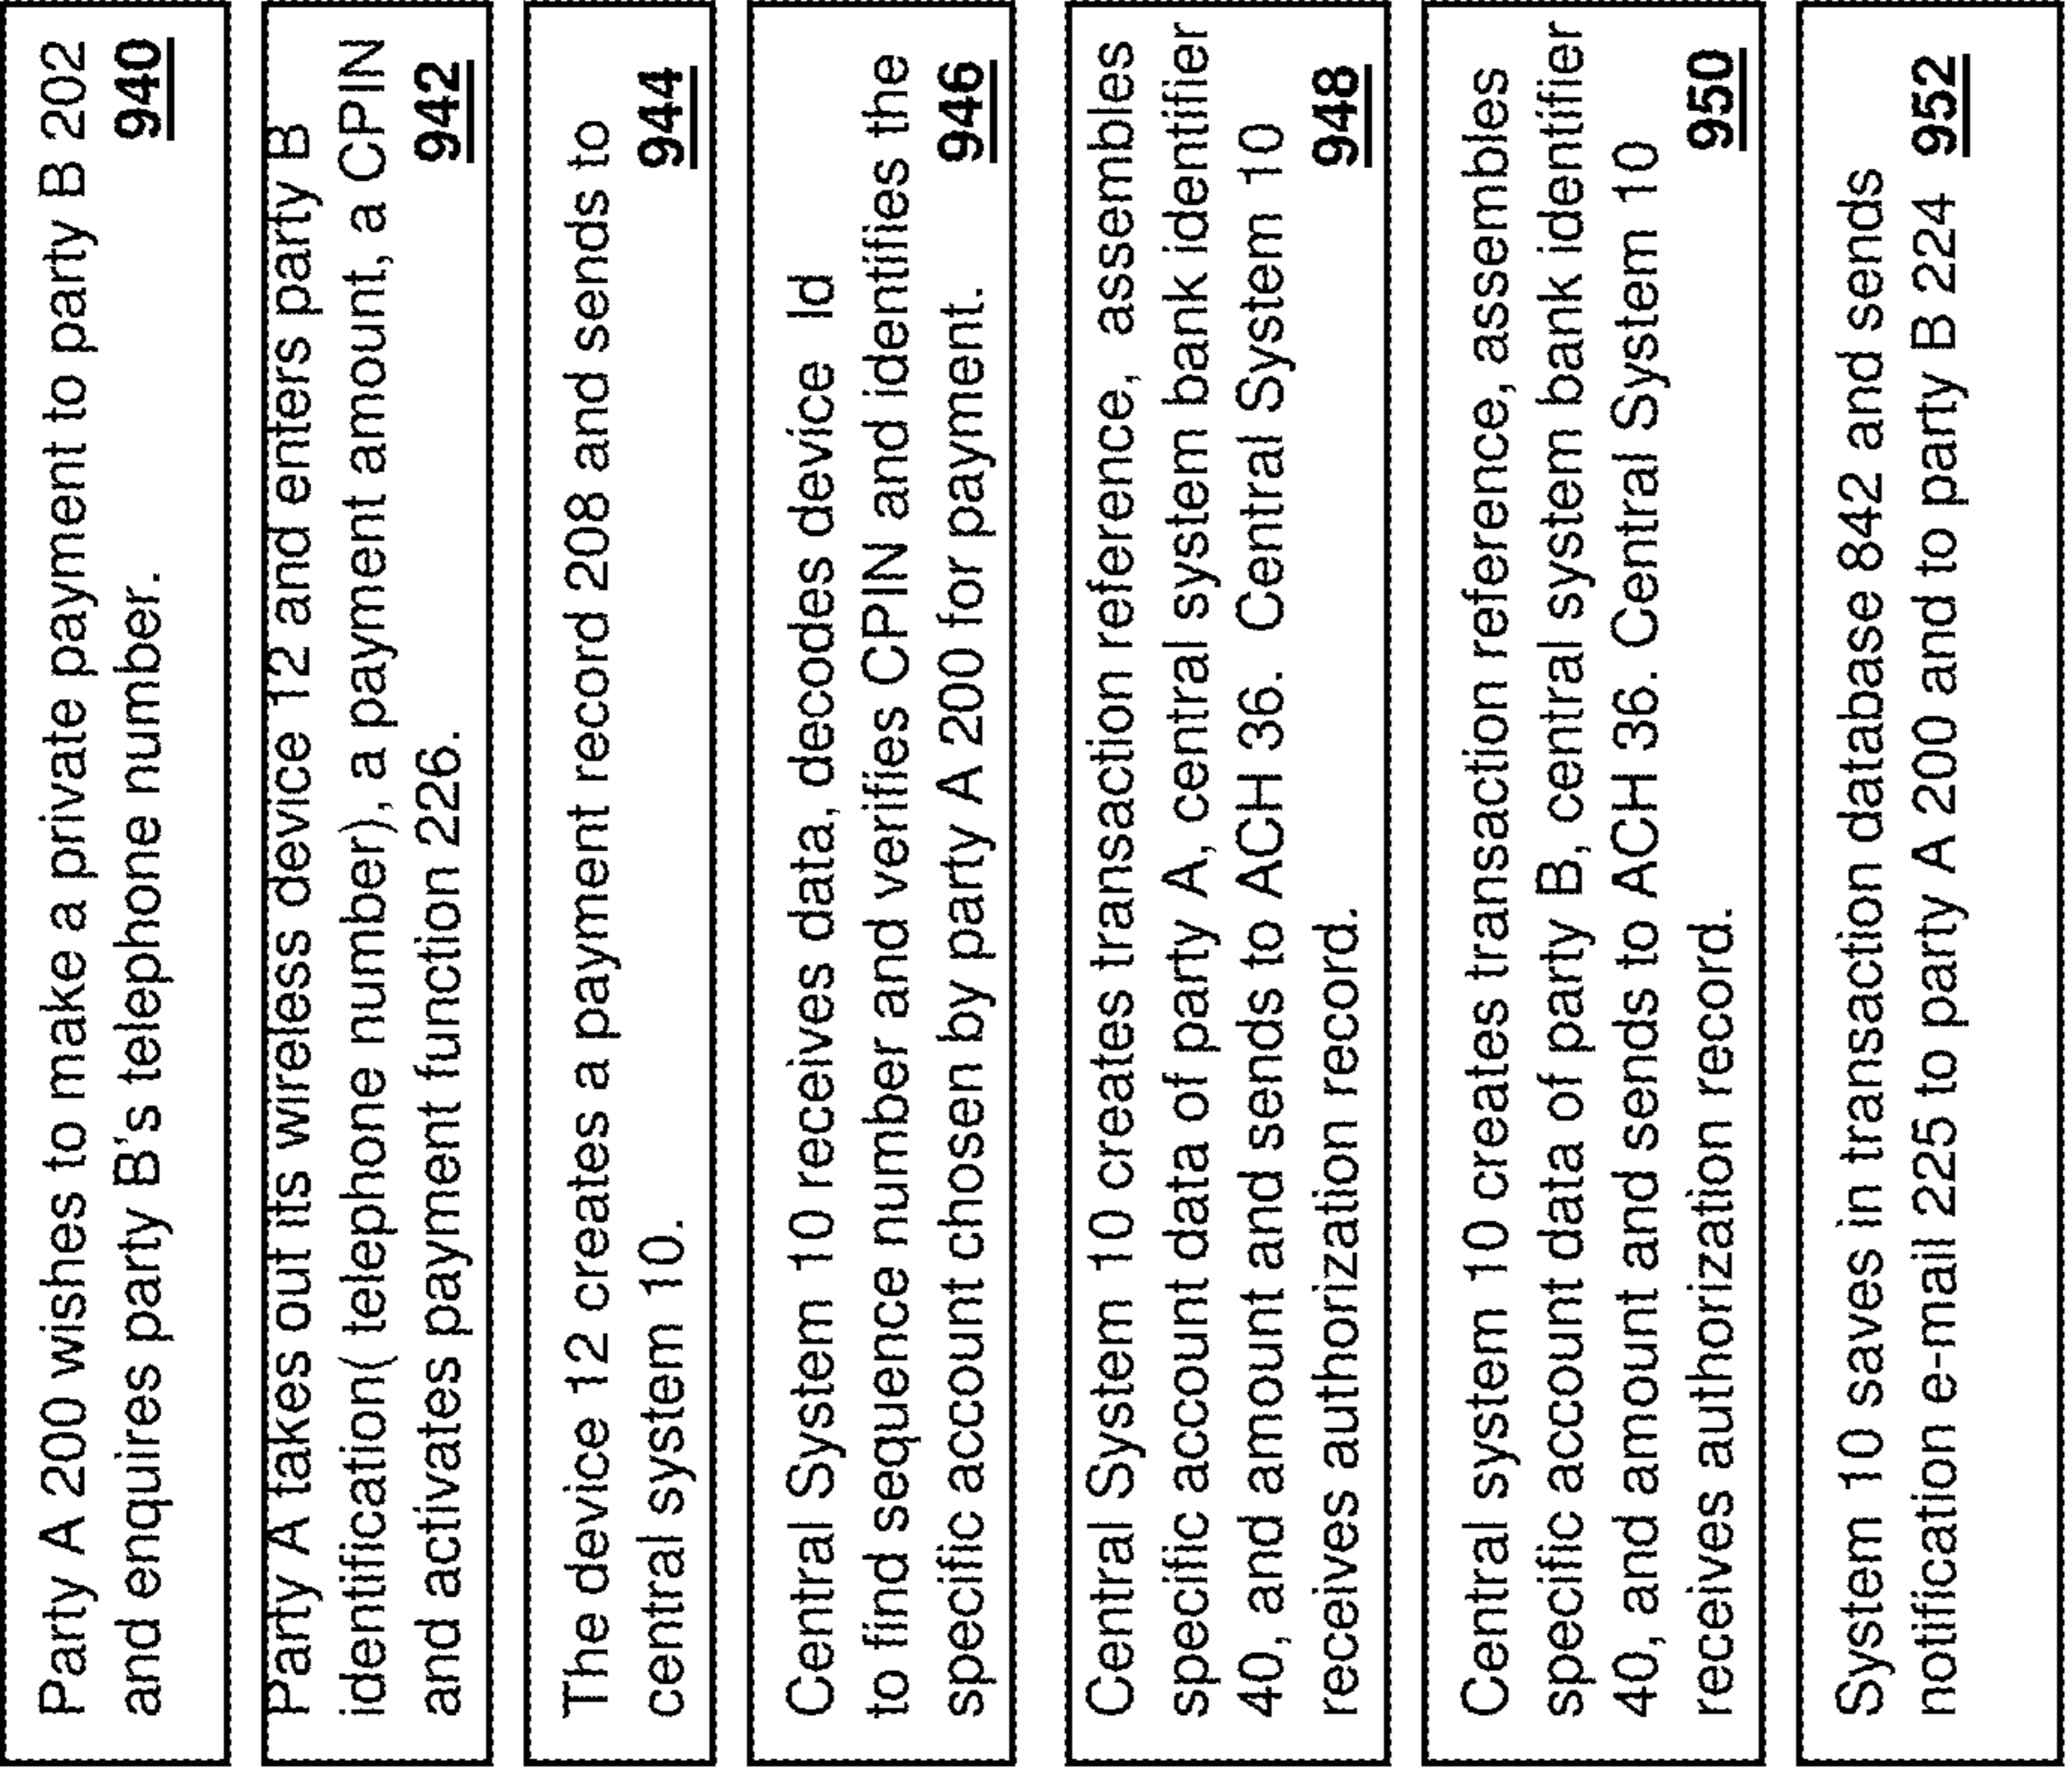 Party A 200 wishes to make a private payment to party B 202
and enquires party B's telephone number. 940
Party A takes out its wireless device 12 and enters party B
identification( telephone number), a payment amount, a CPIN
and activates payment function 226. 942
The device 12 creates a payment record 208 and sends to
central system 10. 944
Central System 10 receives data, decodes device Id
to find sequence number and verifies CPIN and identifies the
specific account chosen by party A 200 for payment. 946
Central System 10 creates transaction reference, assembles
specific account data of party A, central system bank identifier
40, and amount and sends to ACH 36. Central System 10
receives authorization record. 948
Central system 10 creates transaction reference, assembles
specific account data of party B, central system bank identifier
40, and amount and sends to ACH 36. Central System 10
receives authorization record. 950
System 10 saves in transaction database 842 and sends
notification e-mail 225 to party A 200 and to party B 224 952